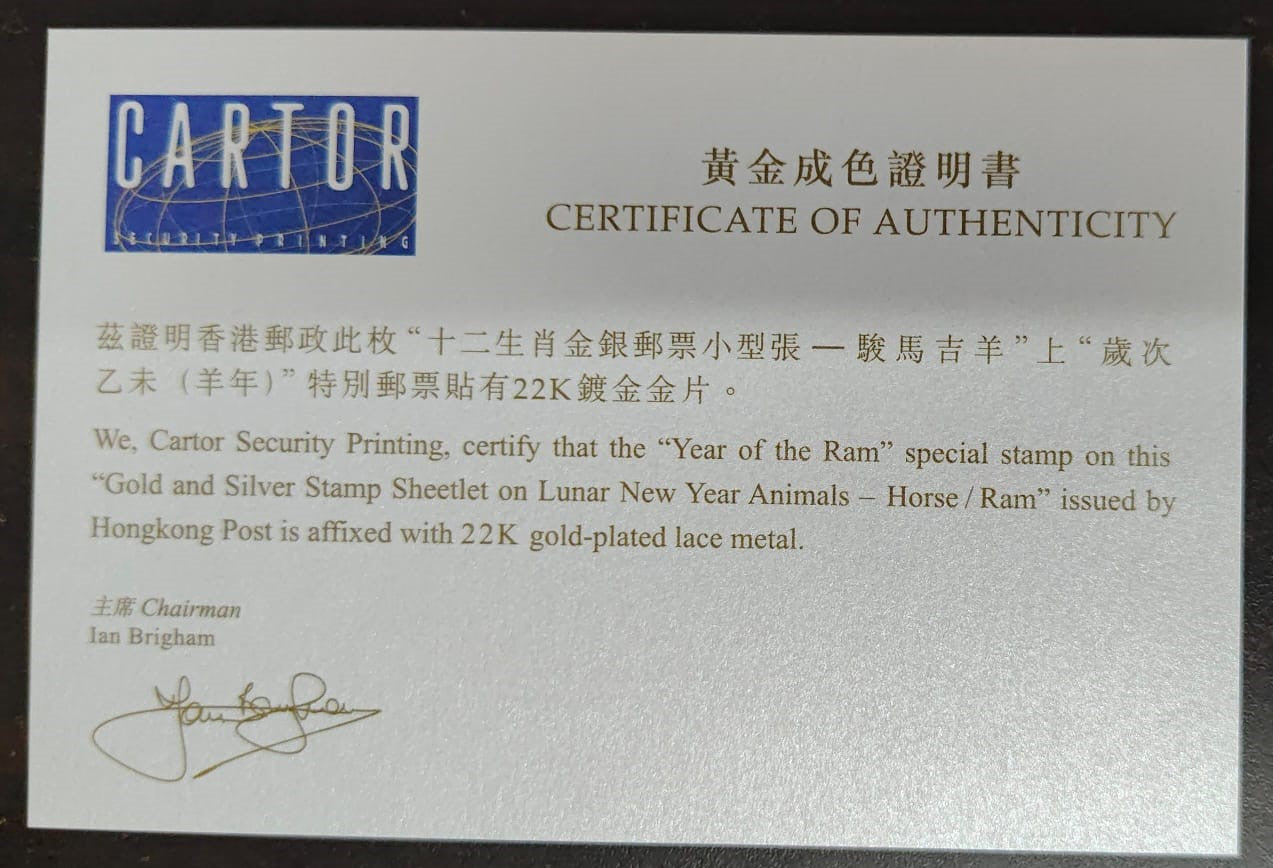 CARTOR
SECURITY PRINTING
黃金成色證明書
CERTIFICATE OF AUTHENTICITY
茲證明香港郵政此枚“十二生肖金銀郵票小型張 — 駿馬吉羊”上“歲次
乙未（羊年）”特別郵票貼有22K鍍金金片。
We, Cartor Security Printing, certify that the “Year of the Ram” special stamp on this
“Gold and Silver Stamp Sheetlet on Lunar New Year Animals – Horse / Ram” issued by
Hongkong Post is affixed with 22K gold-plated lace metal.
主席 Chairman
Ian Brigham
Ian Brigham